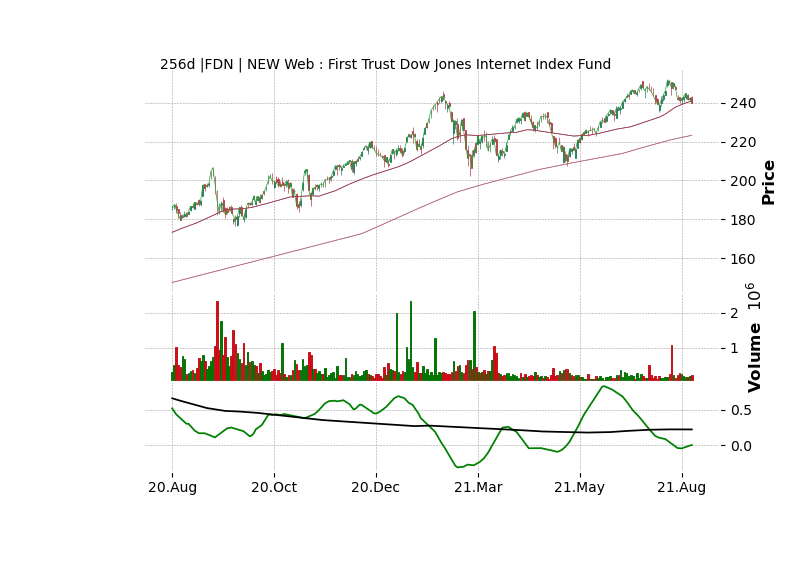 256d |FDN | NEW Web : First Trust Dow Jones Internet Index Fund
240
220
200
180
160
Price
2
1
Volume 10^6
0.5
0.0
20.Aug 20.Oct 20.Dec 21.Mar 21.May 21.Aug